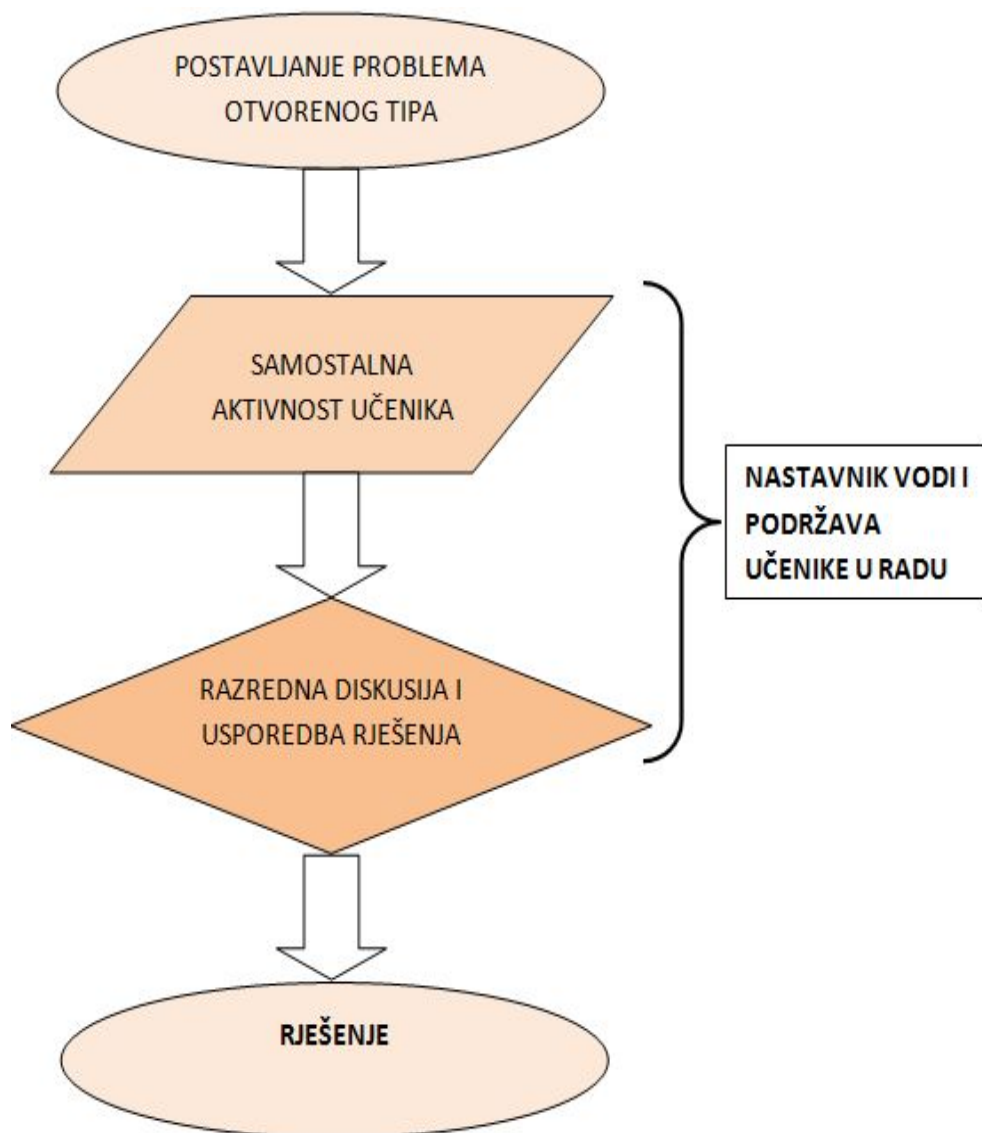 POSTAVLJANJE PROBLEMA
OTVORENOG TIPA
SAMOSTALNA
AKTIVNOST UČENIKA
NASTAVNIK VODI I
PODRŽAVA
UČENIKE U RADU
RAZREDNA DISKUSIJA I
USPOREDBA RJEŠENJA
RJEŠENJE